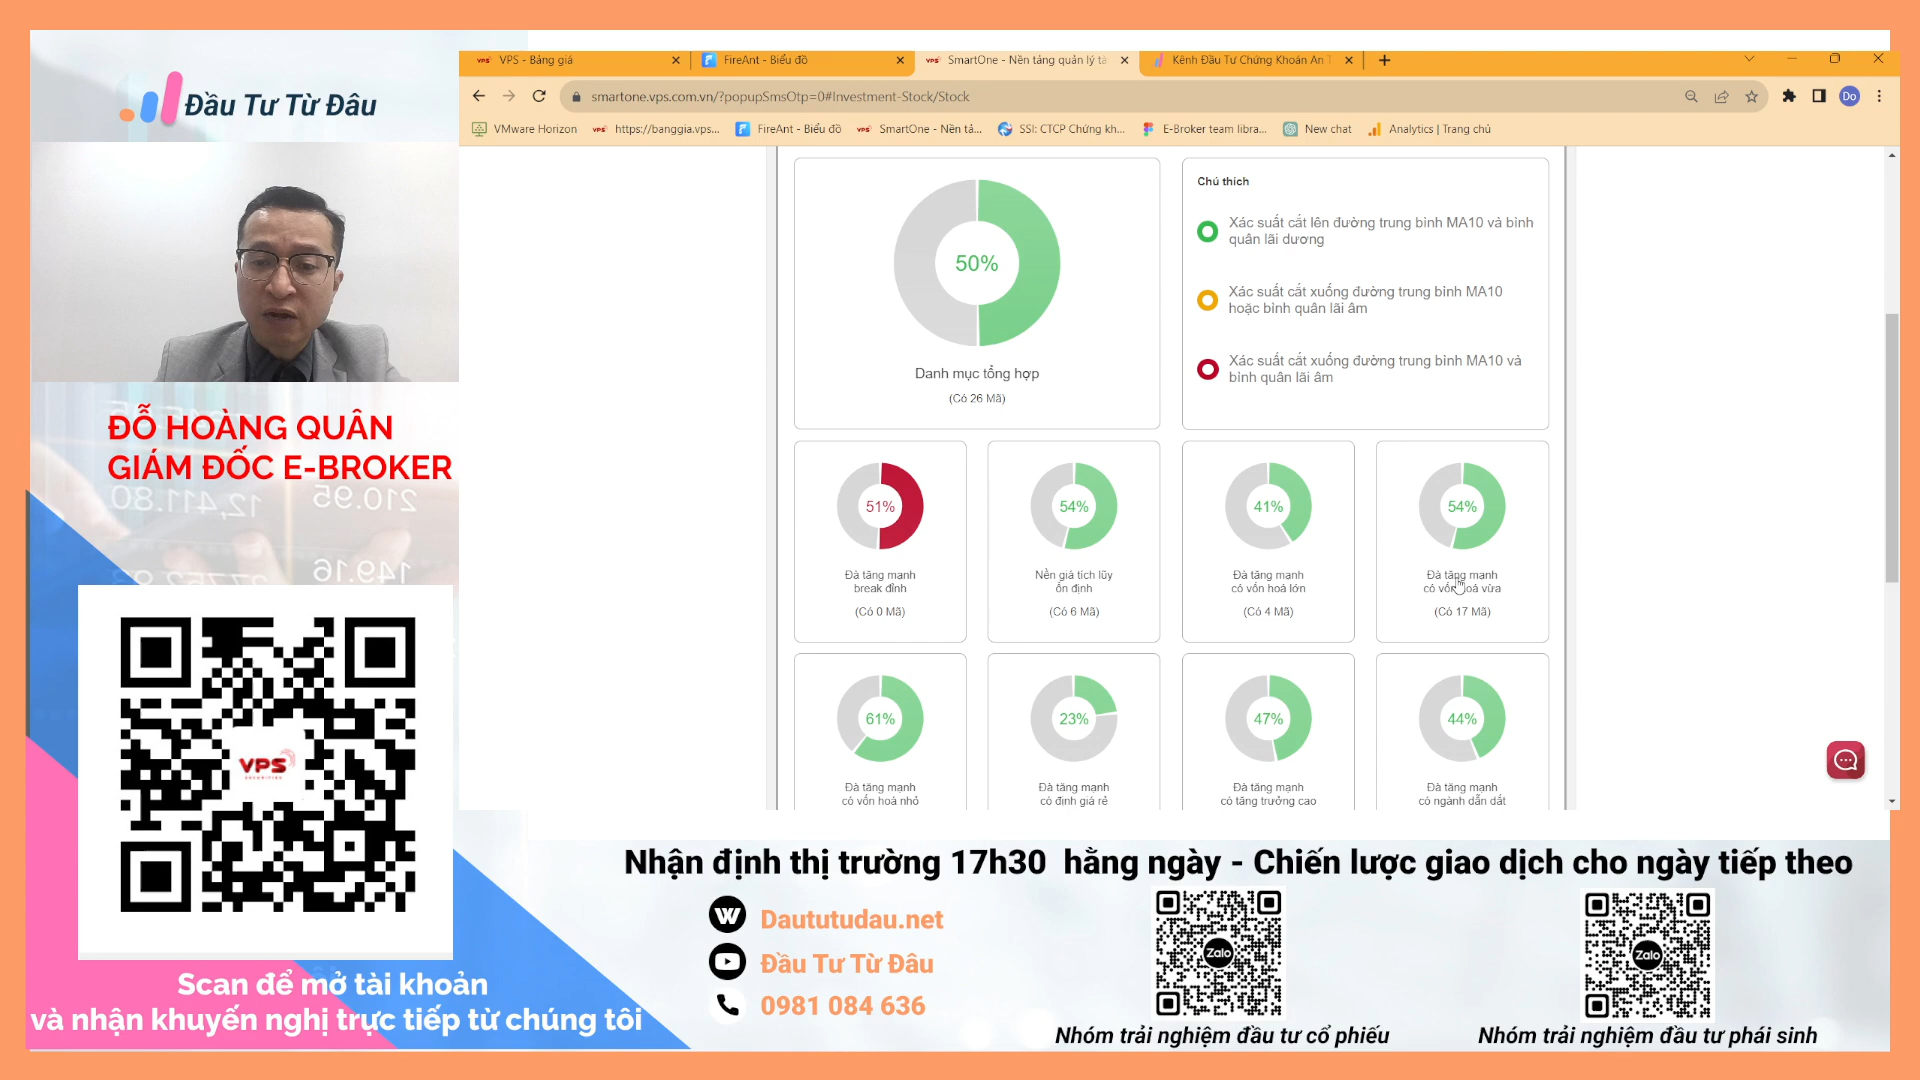 Đầu Tư Từ Đâu
ĐỖ HOÀNG QUÂN
GIÁM ĐỐC E-BROKER
VPS
Scan để mở tài khoản
và nhận khuyến nghị trực tiếp từ chúng tôi
VPS - Bảng giá
FireAnt - Biểu đồ
SmartOne - Nền tảng quản lý tà
Kênh Đầu Tư Chứng Khoán An T
smartone.vps.com.vn/?popupSmsOtp=0#Investment-Stock/Stock
Do
VMware Horizon
https://banggia.vps...
FireAnt - Biểu đồ
SmartOne - Nền tả...
SSI: CTCP Chứng kh...
E-Broker team libra...
New chat
Analytics | Trang chủ
50%
Danh mục tổng hợp
(Có 26 Mã)
Chú thích
Xác suất cắt lên đường trung bình MA10 và bình
quân lãi dương
Xác suất cắt xuống đường trung bình MA10
hoặc bình quân lãi âm
Xác suất cắt xuống đường trung bình MA10 và
bình quân lãi âm
51%
Đà tăng mạnh
break đỉnh
(Có 0 Mã)
54%
Nền giá tích lũy
ổn định
(Có 6 Mã)
41%
Đà tăng mạnh
có vốn hoá lớn
(Có 4 Mã)
54%
Đà tăng mạnh
có vốn hoá vừa
(Có 17 Mã)
61%
Đà tăng mạnh
có vốn hoá nhỏ
23%
Đà tăng mạnh
có định giá rẻ
47%
Đà tăng mạnh
có tăng trưởng cao
44%
Đà tăng mạnh
có ngành dẫn dắt
Nhận định thị trường 17h30 hằng ngày - Chiến lược giao dịch cho ngày tiếp theo
Daututudau.net
Đầu Tư Từ Đâu
0981 084 636
Zalo
Nhóm trải nghiệm đầu tư cổ phiếu
Zalo
Nhóm trải nghiệm đầu tư phái sinh